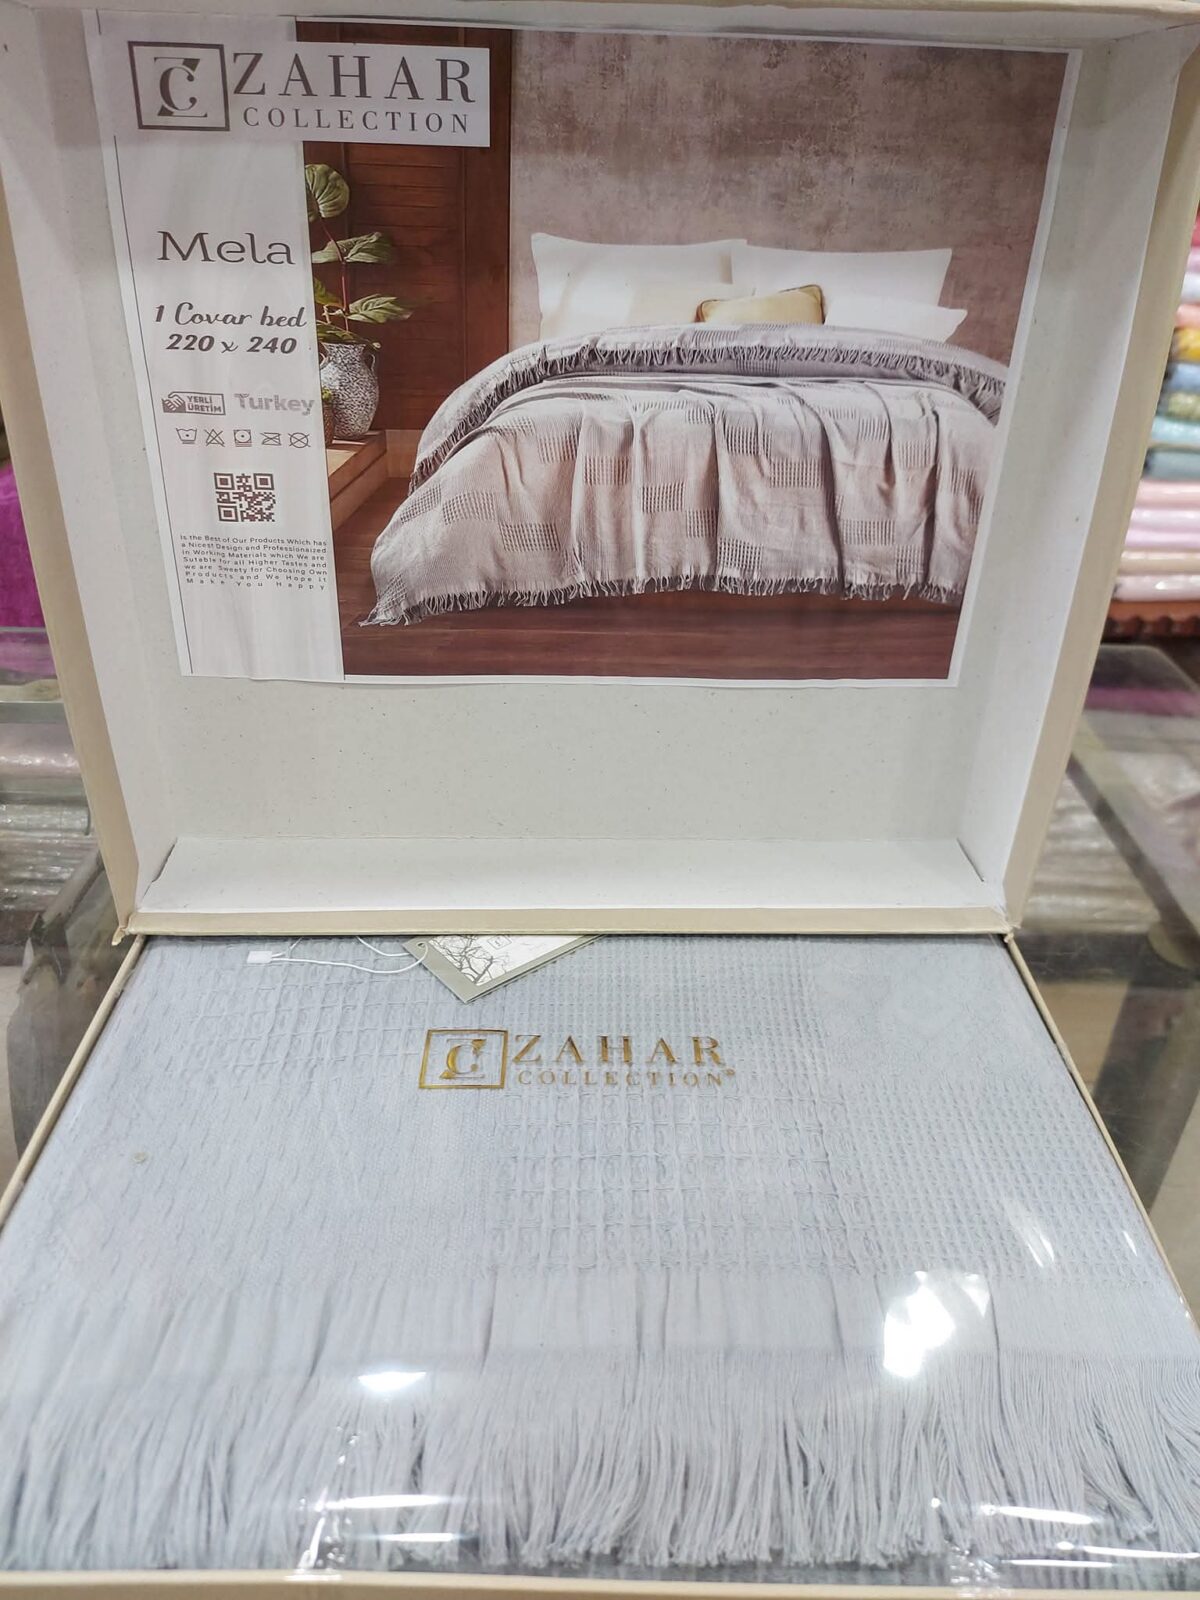 ZAHAR
COLLECTION
Mela
1 Covar bed
220 x 240
YERLİ
ÜRETİM
Turkey
is the Best of Our Products Which has
a Nicest Design and Professionaized
in Working Materials which We are
Suteble for all Higher Tastes and
we are Sweety for Choosing Own
Products and We Hope it
Make You Happy
ZAHAR
COLLECTION®